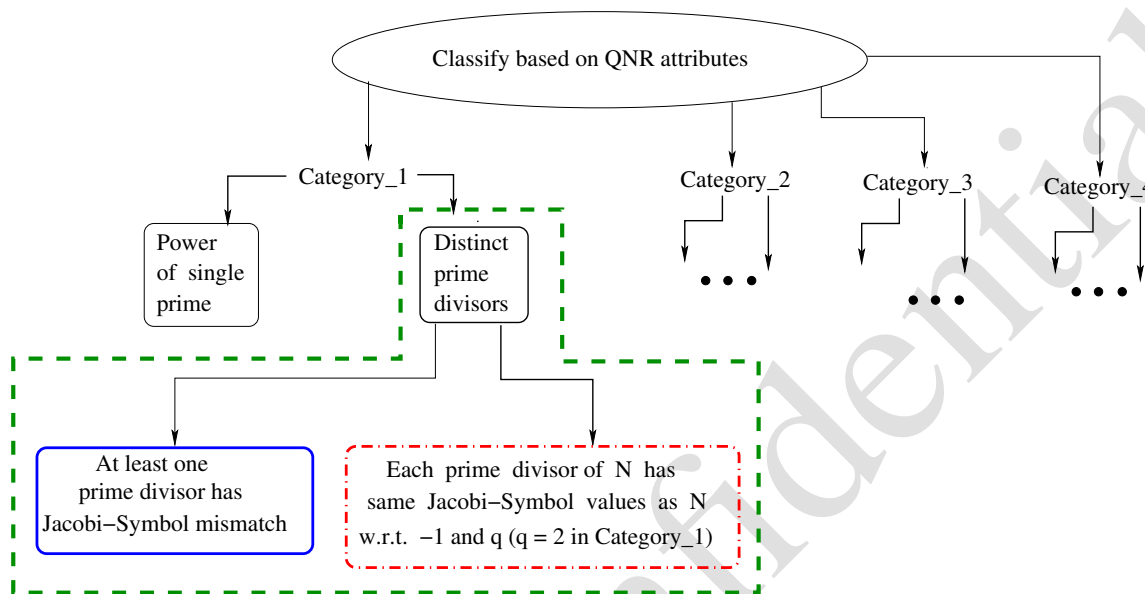 Classify based on QNR attributes
Category_1
Category_2
Category_3
Category_4
Power
of single
prime
Distinct
prime
divisors
At least one
prime divisor has
Jacobi−Symbol mismatch
Each prime divisor of N has
same Jacobi−Symbol values as N
w.r.t. −1 and q (q = 2 in Category_1)
nfidential